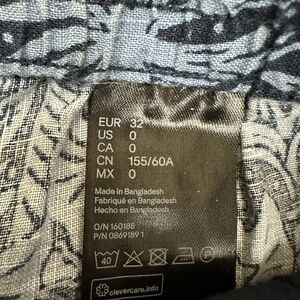 EUR 32
US 0
CA 0
CN 155/60A
MX 0
Made in Bangladesh
Fabriqué en Bangladesh
Hecho en Bangladesh
O/N 160188
P/N 0869189 1
40
clevercare.info